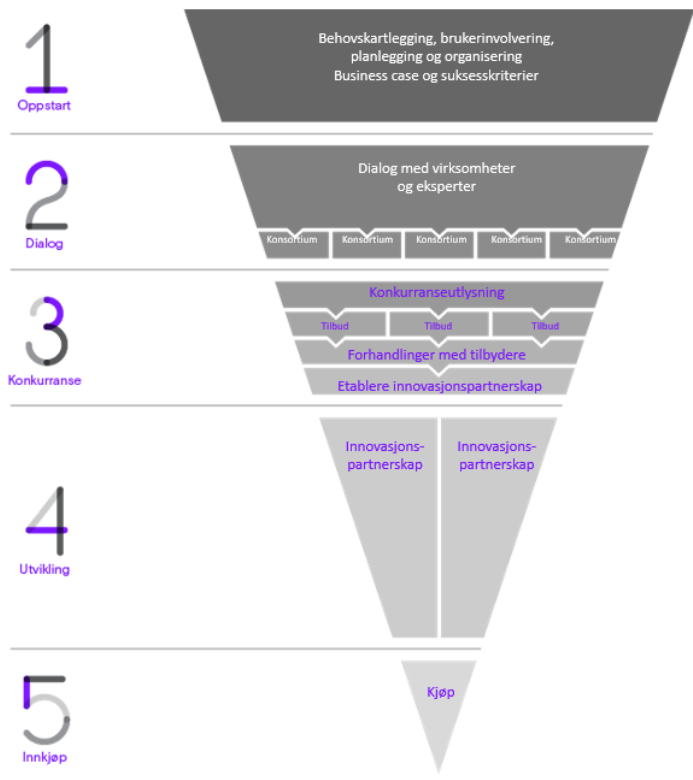 1
Oppstart
Behovskartlegging, brukerinvolvering,
planlegging og organisering
Business case og suksesskriterier
2
Dialog
Dialog med virksomheter
og eksperter
Konsortium Konsortium Konsortium Konsortium Konsortium
3
Konkurranse
Konkurranseutlysning
Tilbud Tilbud Tilbud
Forhandlinger med tilbydere
Etablere innovasjonspartnerskap
4
Utvikling
Innovasjons-
partnerskap
Innovasjons-
partnerskap
5
Innkjøp
Kjøp